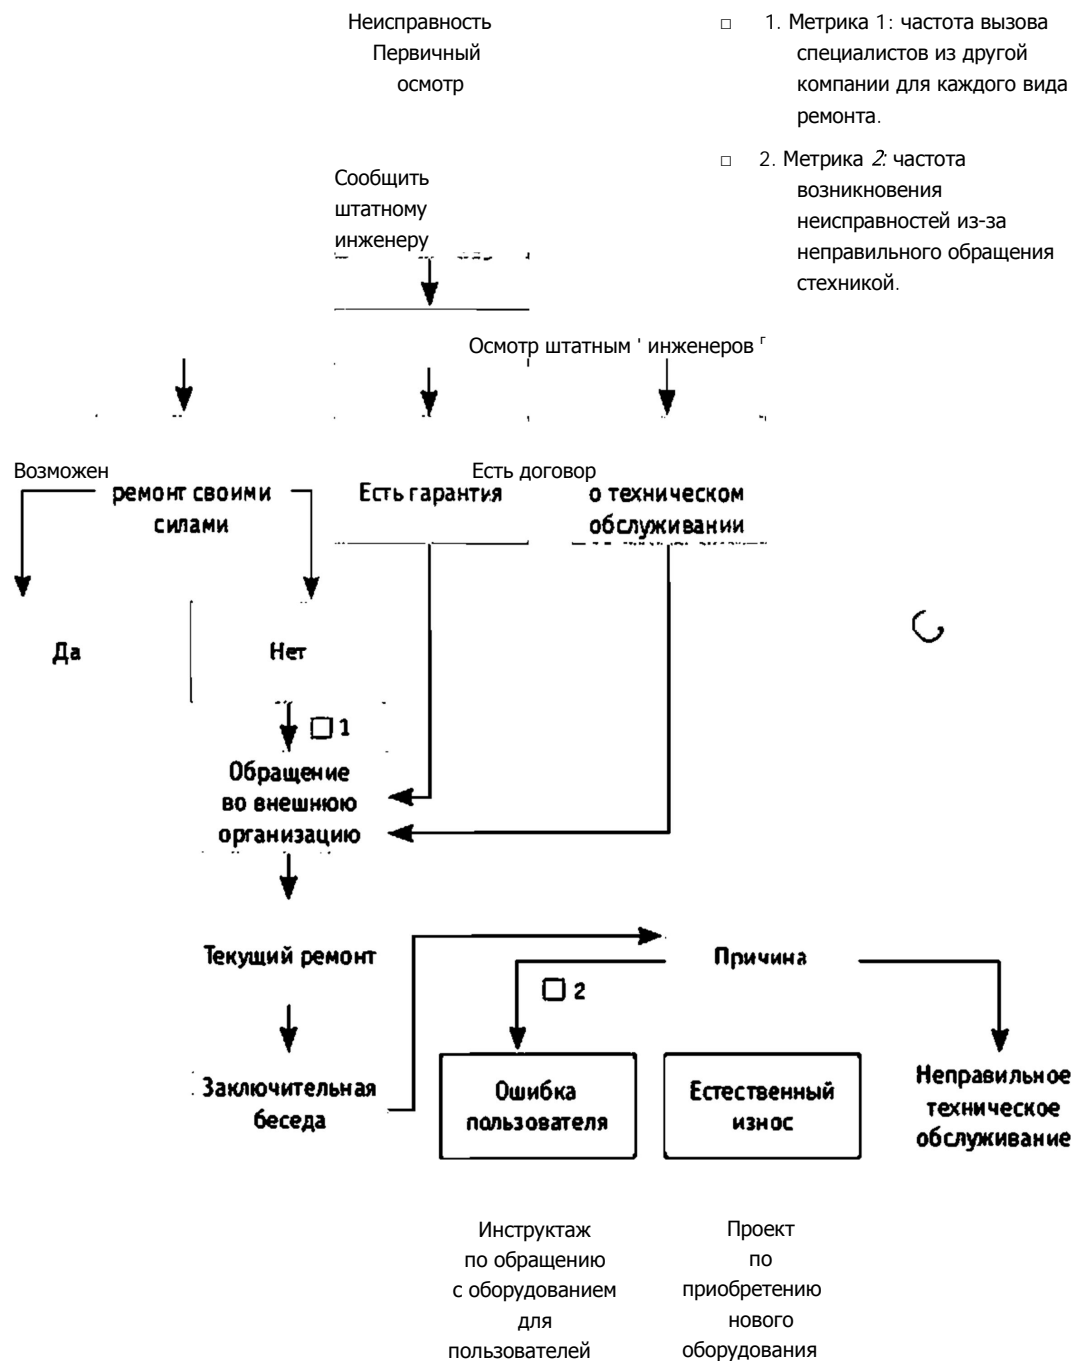 Неисправность
Первичный
осмотр
□ 1. Метрика 1: частота вызова
специалистов из другой
компании для каждого вида
ремонта.
□ 2. Метрика 2: частота
возникновения
неисправностей из-за
неправильного обращения
стехникой.
Сообщить
штатному
инженеру
Осмотр штатным ' инженеров г
Возможен
ремонт своими
силами
Есть гарантия
Есть договор
о техническом
обслуживании
Да
Нет
□ 1
Обращение
во внешнюю
организацию
Текущий ремонт
Причина
□ 2
Заключительная
беседа
Ошибка
пользователя
Естественный
износ
Неправильное
техническое
обслуживание
Инструктаж
по обращению
с оборудованием
для
пользователей
Проект
по
приобретению
нового
оборудования